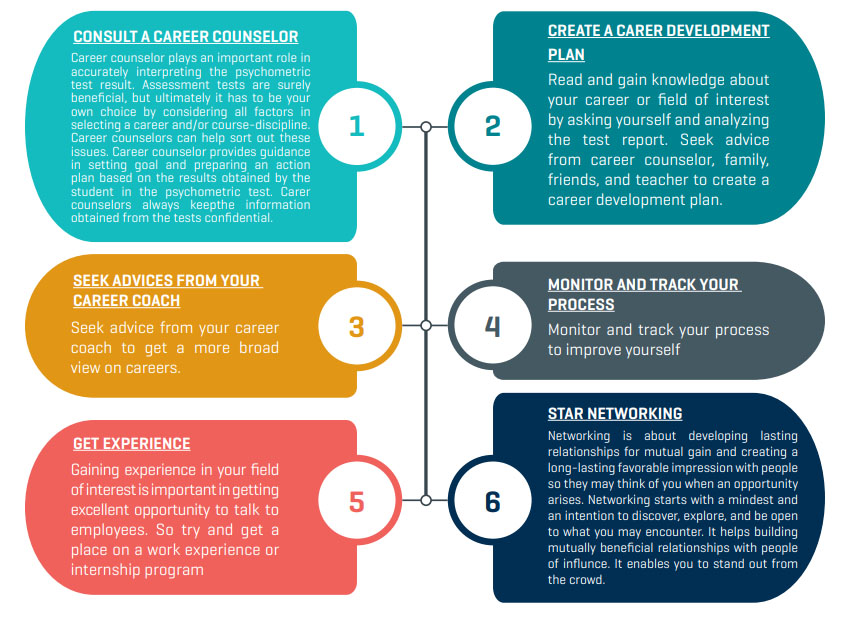 CONSULT A CAREER COUNSELOR
Career counselor plays an important role in
accurately interpreting the psychometric
test result. Assessment tests are surely
beneficial, but ultimately it has to be your
own choice by considering all factors in
selecting a career and/or course-discipline.
Career counselors can help sort out these
issues. Career counselor provides guidance
in setting goal and preparing an action
plan based on the results obtained by the
student in the psychometric test. Carer
counselors always keepthe information
obtained from the tests confidential.
1
2
CREATE A CARER DEVELOPMENT
PLAN
Read and gain knowledge about
your career or field of interest
by asking yourself and analyzing
the test report. Seek advice
from career counselor, family,
friends, and teacher to create a
career development plan.
SEEK ADVICES FROM YOUR
CAREER COACH
Seek advice from your career
coach to get a more broad
view on careers.
3
4
MONITOR AND TRACK YOUR
PROCESS
Monitor and track your process
to improve yourself
GET EXPERIENCE
Gaining experience in your field
of interest is important in getting
excellent opportunity to talk to
employees. So try and get a
place on a work experience or
internship program
5
6
STAR NETWORKING
Networking is about developing lasting
relationships for mutual gain and creating a
long-lasting favorable impression with people
so they may think of you when an opportunity
arises. Networking starts with a mindest and
an intention to discover, explore, and be open
to what you may encounter. It helps building
mutually beneficial relationships with people
of influnce. It enables you to stand out from
the crowd.